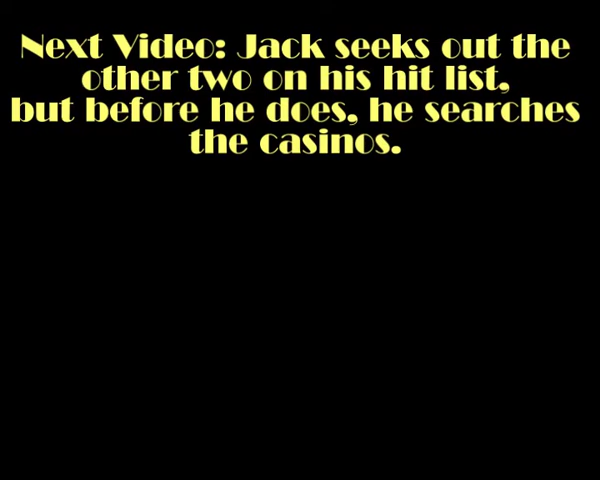 Next Video: Jack seeks out the
other two on his hit list,
but before he does, he searches
the casinos.